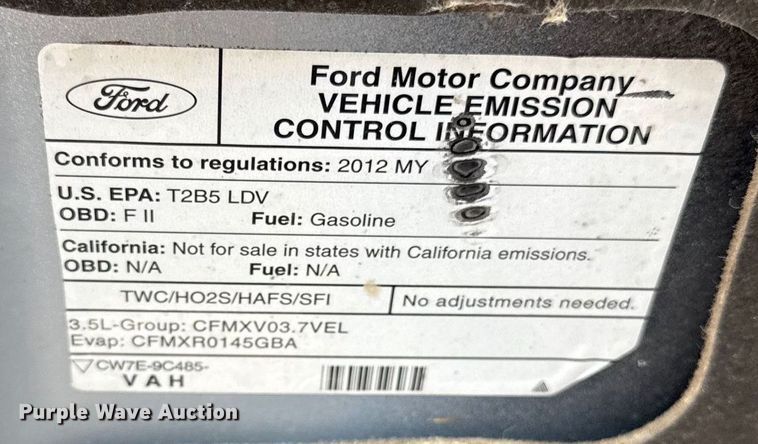 Ford
Ford Motor Company
VEHICLE EMISSION
CONTROL INFORMATION
Conforms to regulations: 2012 MY
U.S. EPA: T2B5 LDV
OBD: F II Fuel: Gasoline
California: Not for sale in states with California emissions.
OBD: N/A Fuel: N/A
TWC/HO2S/HAFS/SFI No adjustments needed.
3.5L-Group: CFMXV03.7VEL
Evap: CFMXR0145GBA
CW7E-9C485-
V A H
Purple Wave Auction